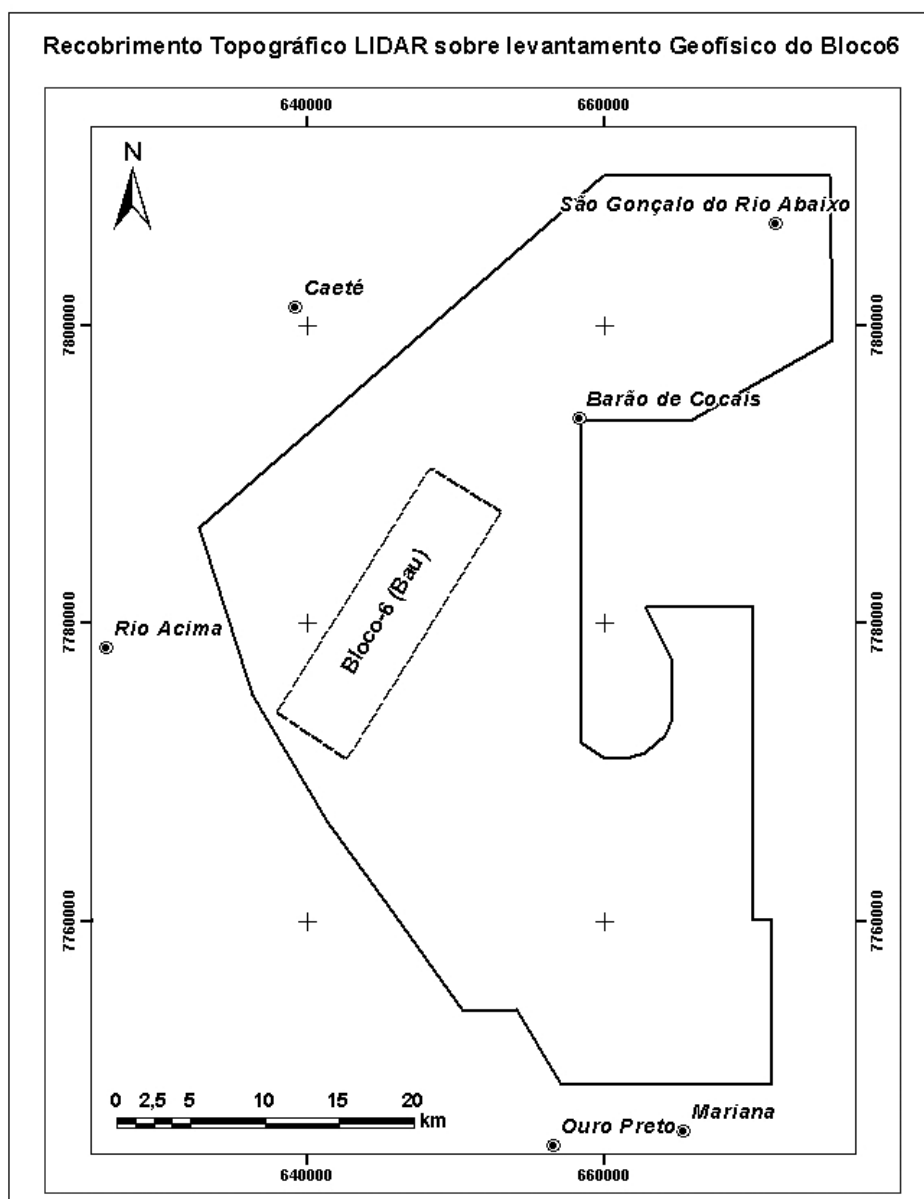 Recobrimento Topográfico LIDAR sobre levantamento Geofísico do Bloco6
640000 660000
N
São Gonçalo do Rio Abaixo
Caeté
7800000 7800000
Barão de Cocais
Bloco-6 (Bau)
Rio Acima
7780000 7780000
7760000 7760000
0 2,5 5 10 15 20
km
Mariana
Ouro Preto
640000 660000